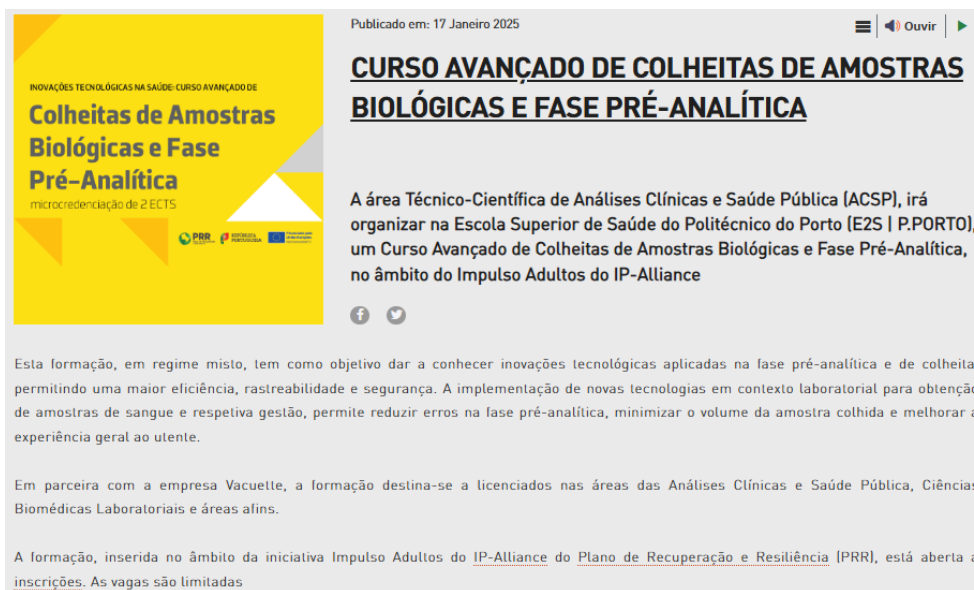 INOVAÇÕES TECNOLÓGICAS NA SAÚDE: CURSO AVANÇADO DE
Colheitas de Amostras
Biológicas e Fase
Pré-Analítica
microcredenciação de 2 ECTS
PRR
REPÚBLICA
PORTUGUESA
Publicado em: 17 Janeiro 2025
Ouvir
CURSO AVANÇADO DE COLHEITAS DE AMOSTRAS
BIOLÓGICAS E FASE PRÉ-ANALÍTICA
A área Técnico-Científica de Análises Clínicas e Saúde Pública (ACSP), irá
organizar na Escola Superior de Saúde do Politécnico do Porto (E2S | P.PORTO),
um Curso Avançado de Colheitas de Amostras Biológicas e Fase Pré-Analítica,
no âmbito do Impulso Adultos do IP-Alliance
Esta formação, em regime misto, tem como objetivo dar a conhecer inovações tecnológicas aplicadas na fase pré-analítica e de colheita
permitindo uma maior eficiência, rastreabilidade e segurança. A implementação de novas tecnologias em contexto laboratorial para obtenção
de amostras de sangue e respetiva gestão, permite reduzir erros na fase pré-analítica, minimizar o volume da amostra colhida e melhorar a
experiência geral ao utente.
Em parceira com a empresa Vacuette, a formação destina-se a licenciados nas áreas das Análises Clínicas e Saúde Pública, Ciências
Biomédicas Laboratoriais e áreas afins.
A formação, inserida no âmbito da iniciativa Impulso Adultos do IP-Alliance do Plano de Recuperação e Resiliência (PRR), está aberta a
inscrições. As vagas são limitadas